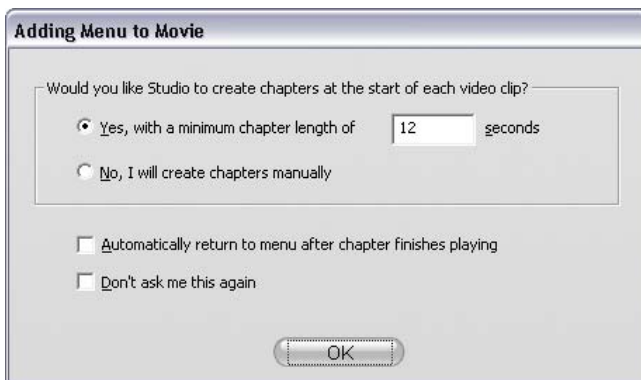 Adding Menu to Movie
Would you like Studio to create chapters at the start of each video clip?
Yes, with a minimum chapter length of 12 seconds
No, I will create chapters manually
Automatically return to menu after chapter finishes playing
Don't ask me this again
OK